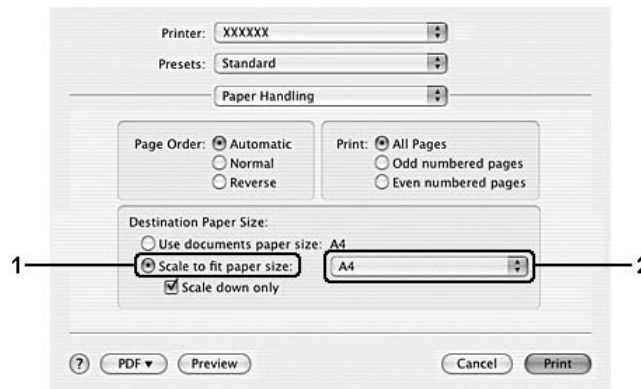 Printer: XXXXXX
Presets: Standard
Paper Handling
Page Order: Automatic Print: All Pages
Normal Odd numbered pages
Reverse Even numbered pages
Destination Paper Size:
Use documents paper size: A4
1 Scale to fit paper size: A4 2
Scale down only
? PDF Preview Cancel Print